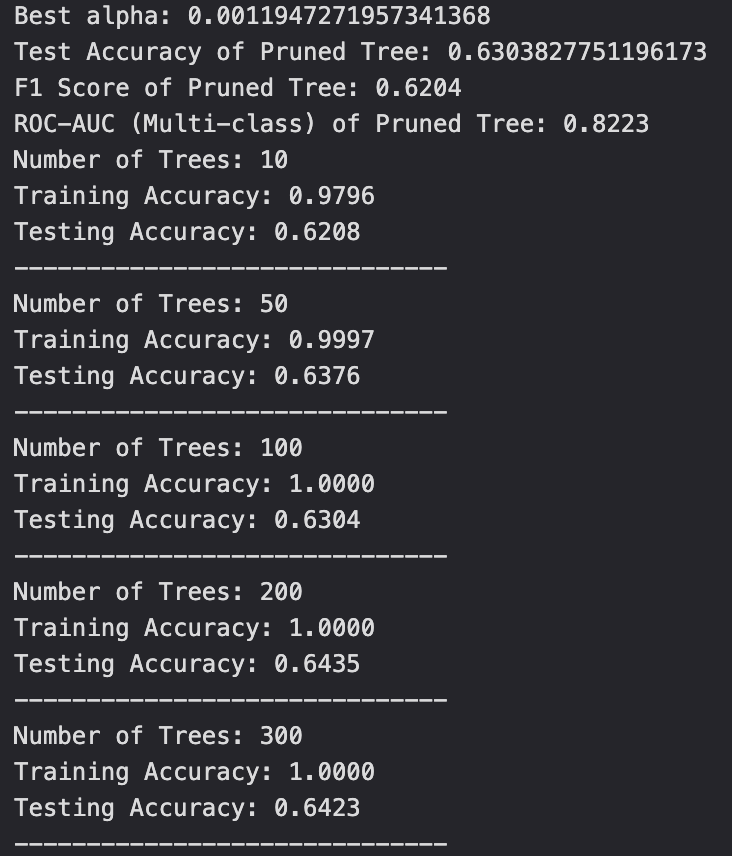 Best alpha: 0.0011947271957341368
Test Accuracy of Pruned Tree: 0.6303827751196173
F1 Score of Pruned Tree: 0.6204
ROC-AUC (Multi-class) of Pruned Tree: 0.8223
Number of Trees: 10
Training Accuracy: 0.9796
Testing Accuracy: 0.6208
------------------------------
Number of Trees: 50
Training Accuracy: 0.9997
Testing Accuracy: 0.6376
------------------------------
Number of Trees: 100
Training Accuracy: 1.0000
Testing Accuracy: 0.6304
------------------------------
Number of Trees: 200
Training Accuracy: 1.0000
Testing Accuracy: 0.6435
------------------------------
Number of Trees: 300
Training Accuracy: 1.0000
Testing Accuracy: 0.6423
------------------------------